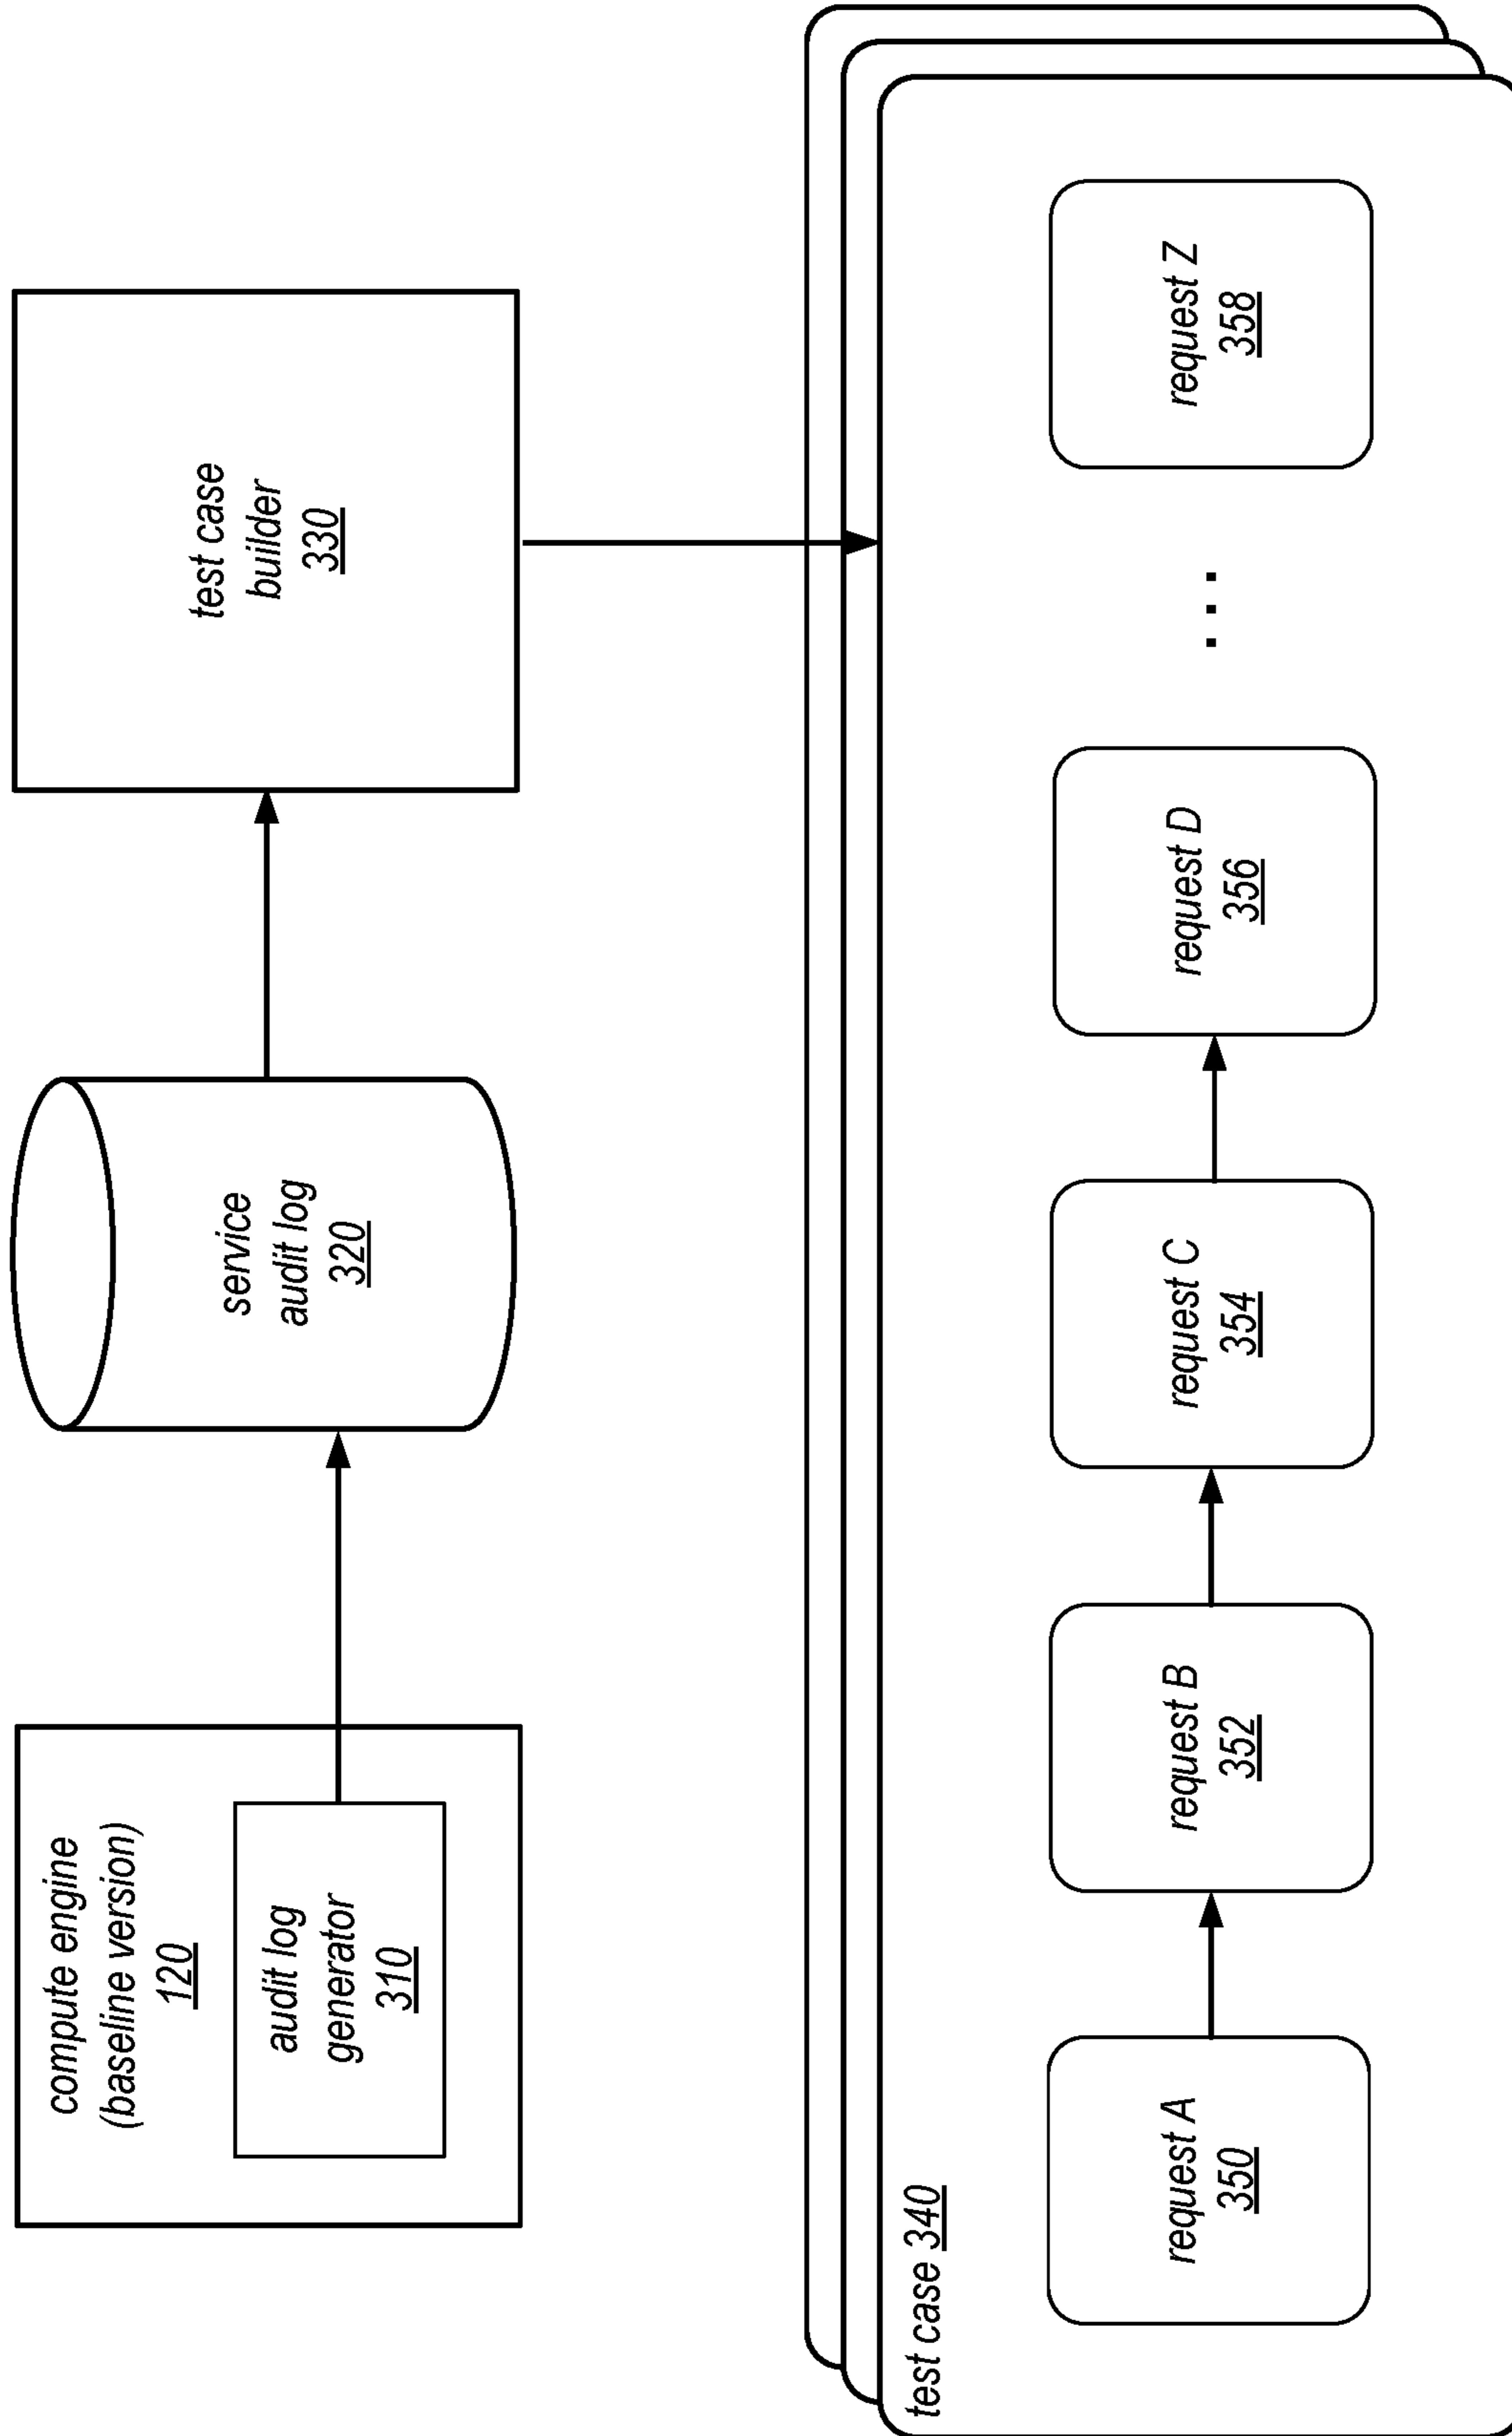 compute engine
(baseline version)
120
audit log
generator
310
service
audit log
320
test case
builder
330
test case 340
request A
350
request B
352
request C
354
request D
356
. . .
request Z
358